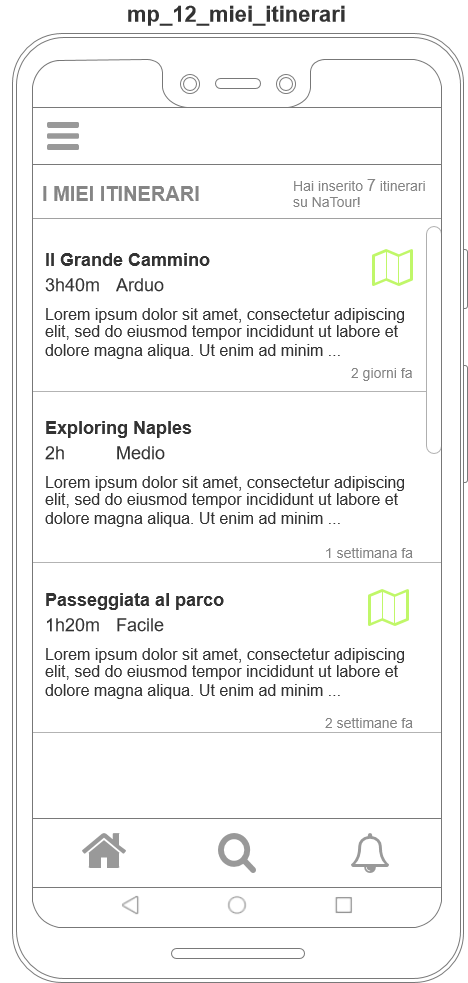 mp_12_miei_itinerari
I MIEI ITINERARI
Hai inserito 7 itinerari
su NaTour!
Il Grande Cammino
3h40m Arduo
Lorem ipsum dolor sit amet, consectetur adipiscing
elit, sed do eiusmod tempor incididunt ut labore et
dolore magna aliqua. Ut enim ad minim ...
2 giorni fa
Exploring Naples
2h Medio
Lorem ipsum dolor sit amet, consectetur adipiscing
elit, sed do eiusmod tempor incididunt ut labore et
dolore magna aliqua. Ut enim ad minim ...
1 settimana fa
Passeggiata al parco
1h20m Facile
Lorem ipsum dolor sit amet, consectetur adipiscing
elit, sed do eiusmod tempor incididunt ut labore et
dolore magna aliqua. Ut enim ad minim ...
2 settimane fa